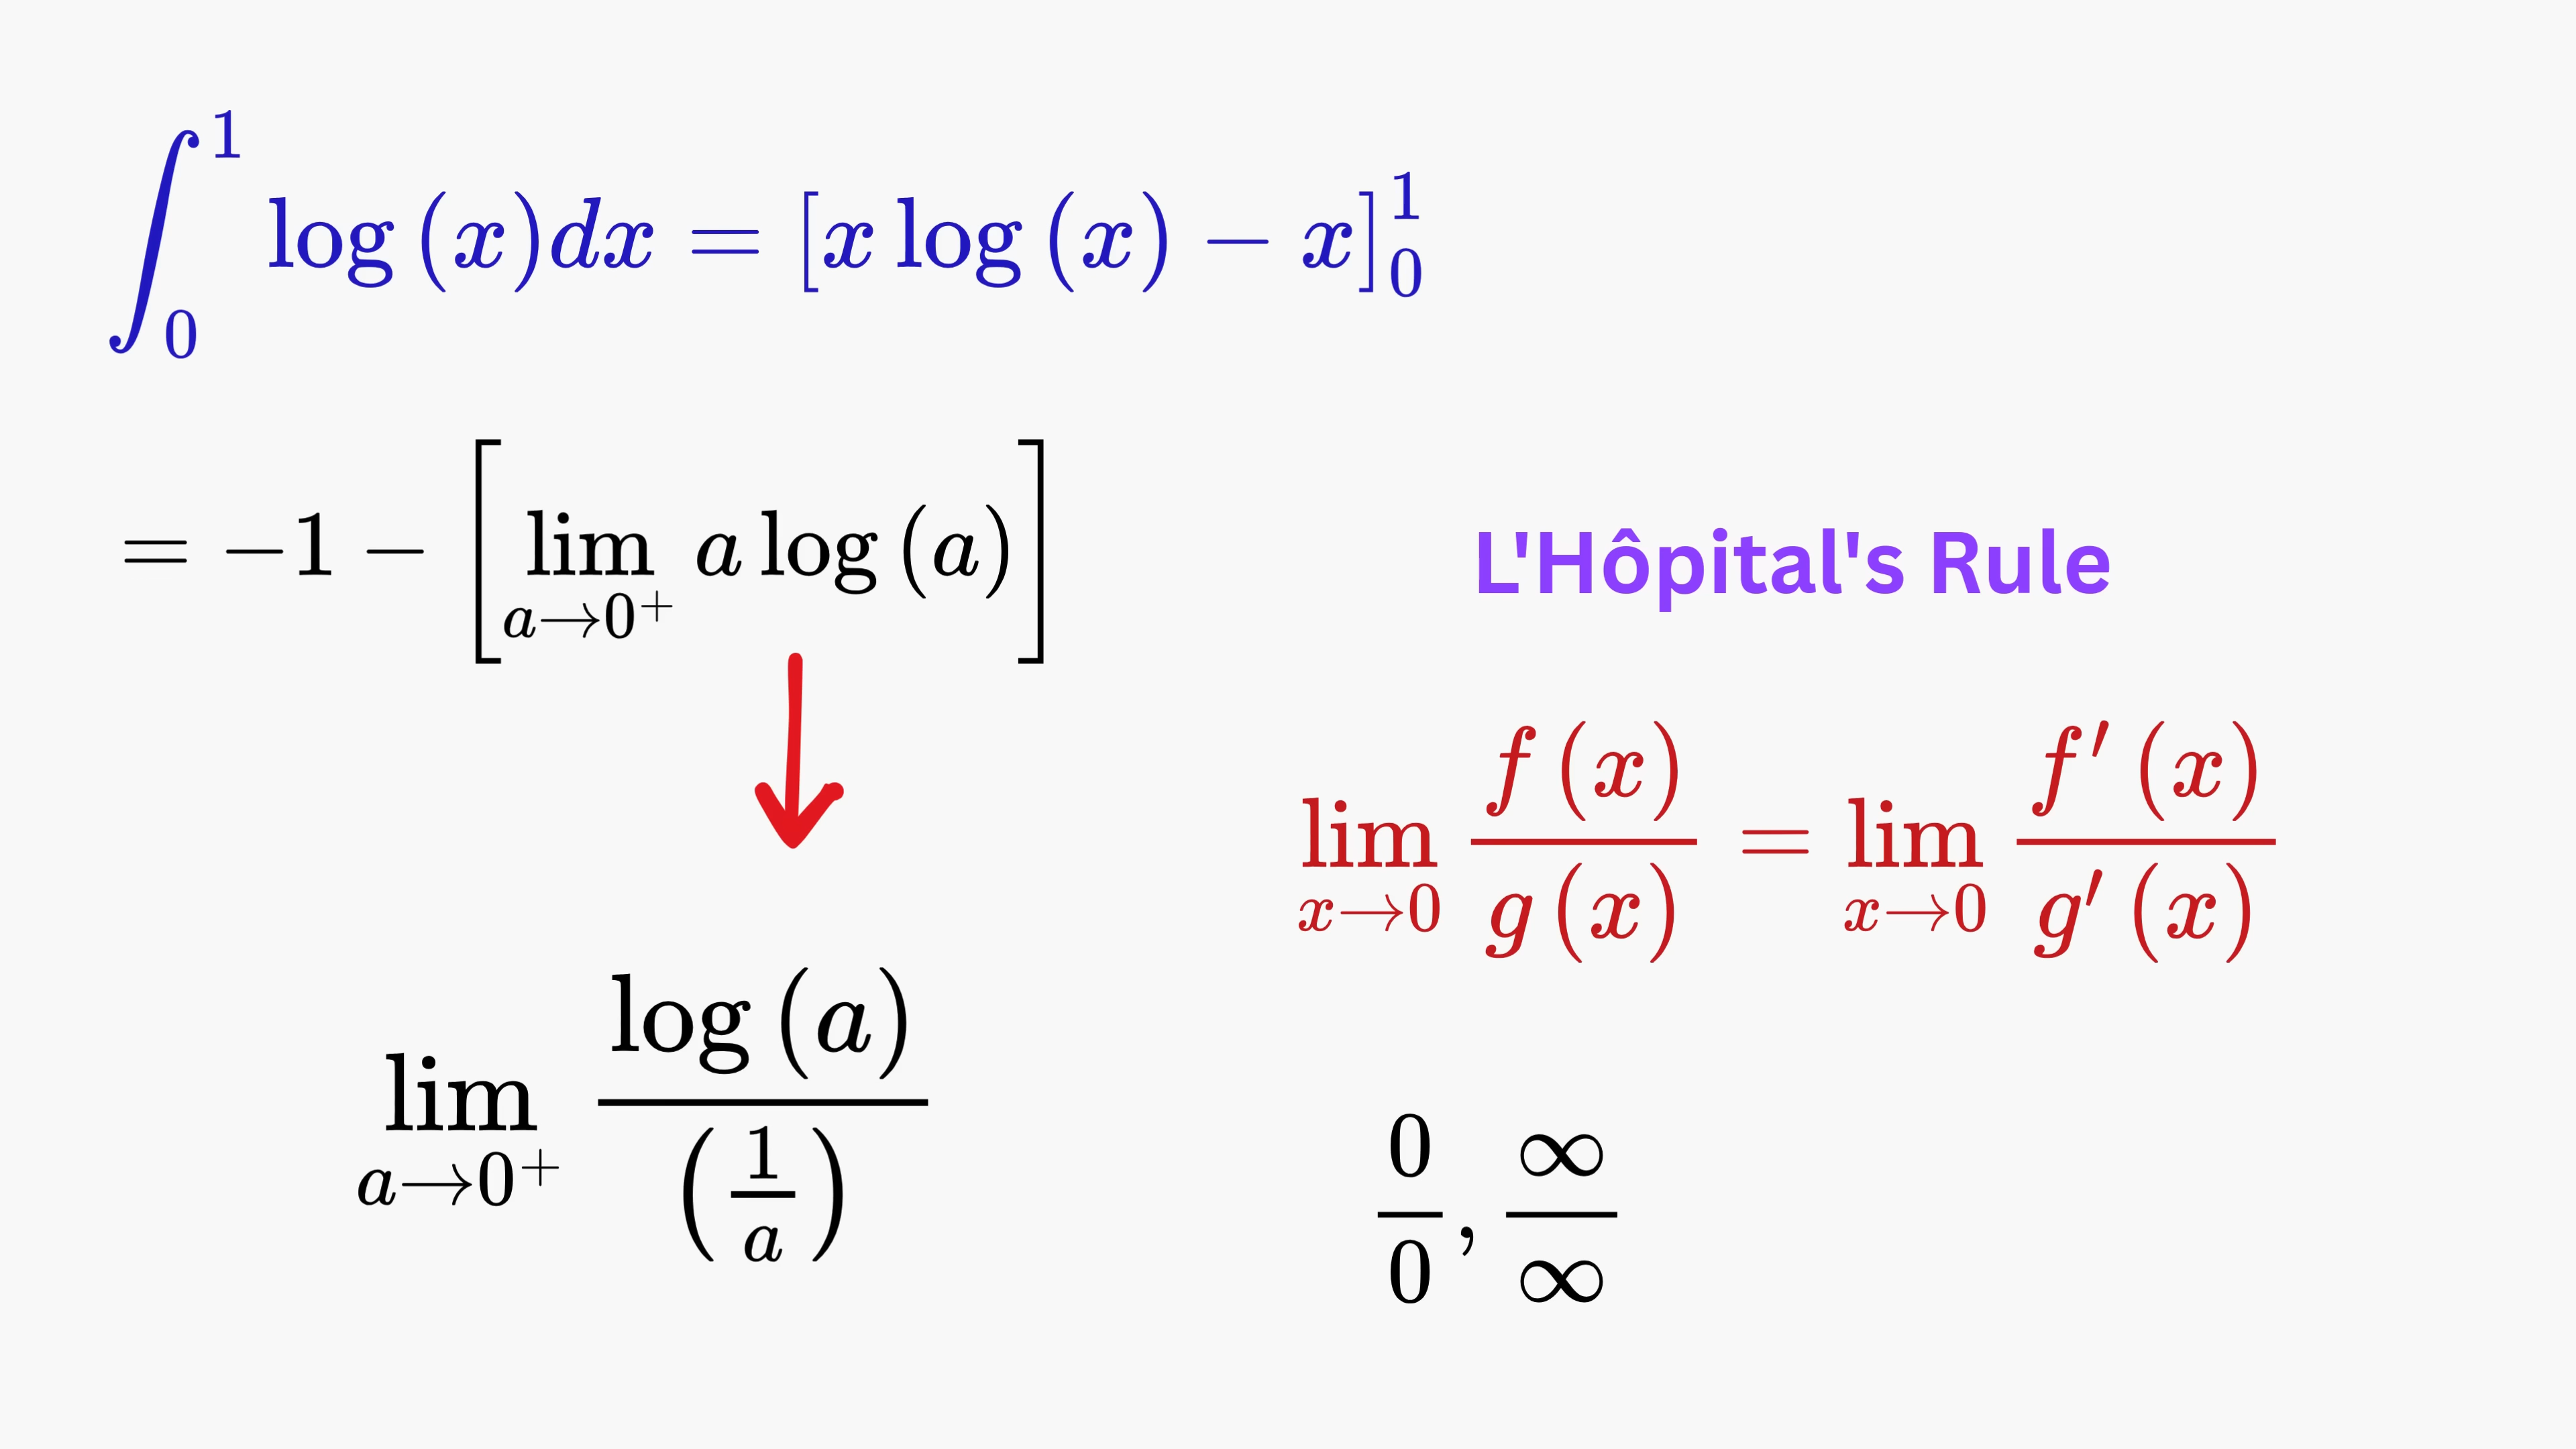 ∫₀¹ log (x)dx = [x log (x) − x]₀¹
= −1 − [lim_{a→0⁺} a log (a)]
L'Hôpital's Rule
lim_{x→0} f (x)/g (x) = lim_{x→0} f′ (x)/g′ (x)
lim_{a→0⁺} log (a)/(1/a)
0/0, ∞/∞